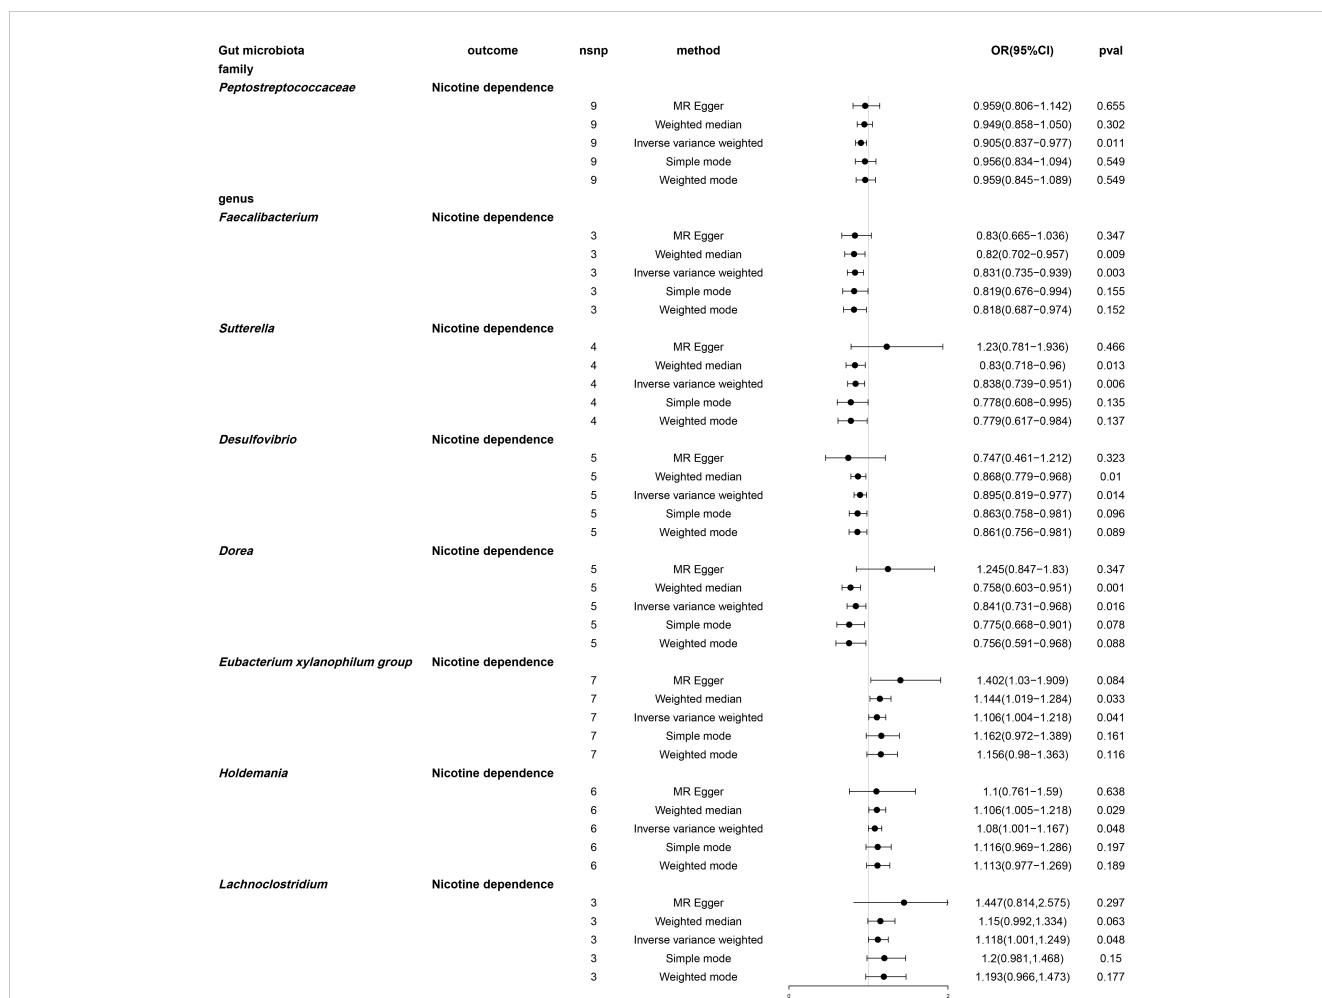 Gut microbiota outcome nsnp method OR(95%CI) pval
family
Peptostreptococcaceae Nicotine dependence
9 MR Egger 0.959(0.806−1.142) 0.655
9 Weighted median 0.949(0.858−1.050) 0.302
9 Inverse variance weighted 0.905(0.837−0.977) 0.011
9 Simple mode 0.956(0.834−1.094) 0.549
9 Weighted mode 0.959(0.845−1.089) 0.549
genus
Faecalibacterium Nicotine dependence
3 MR Egger 0.83(0.665−1.036) 0.347
3 Weighted median 0.82(0.702−0.957) 0.009
3 Inverse variance weighted 0.831(0.735−0.939) 0.003
3 Simple mode 0.819(0.676−0.994) 0.155
3 Weighted mode 0.818(0.687−0.974) 0.152
Sutterella Nicotine dependence
4 MR Egger 1.23(0.781−1.936) 0.466
4 Weighted median 0.83(0.718−0.96) 0.013
4 Inverse variance weighted 0.838(0.739−0.951) 0.006
4 Simple mode 0.778(0.608−0.995) 0.135
4 Weighted mode 0.779(0.617−0.984) 0.137
Desulfovibrio Nicotine dependence
5 MR Egger 0.747(0.461−1.212) 0.323
5 Weighted median 0.868(0.779−0.968) 0.01
5 Inverse variance weighted 0.895(0.819−0.977) 0.014
5 Simple mode 0.863(0.758−0.981) 0.096
5 Weighted mode 0.861(0.756−0.981) 0.089
Dorea Nicotine dependence
5 MR Egger 1.245(0.847−1.83) 0.347
5 Weighted median 0.758(0.603−0.951) 0.001
5 Inverse variance weighted 0.841(0.731−0.968) 0.016
5 Simple mode 0.775(0.668−0.901) 0.078
5 Weighted mode 0.756(0.591−0.968) 0.088
Eubacterium xylanophilum group Nicotine dependence
7 MR Egger 1.402(1.03−1.909) 0.084
7 Weighted median 1.144(1.019−1.284) 0.033
7 Inverse variance weighted 1.106(1.004−1.218) 0.041
7 Simple mode 1.162(0.972−1.389) 0.161
7 Weighted mode 1.156(0.98−1.363) 0.116
Holdemania Nicotine dependence
6 MR Egger 1.1(0.761−1.59) 0.638
6 Weighted median 1.106(1.005−1.218) 0.029
6 Inverse variance weighted 1.08(1.001−1.167) 0.048
6 Simple mode 1.116(0.969−1.286) 0.197
6 Weighted mode 1.113(0.977−1.269) 0.189
Lachnoclostridium Nicotine dependence
3 MR Egger 1.447(0.814,2.575) 0.297
3 Weighted median 1.15(0.992,1.334) 0.063
3 Inverse variance weighted 1.118(1.001,1.249) 0.048
3 Simple mode 1.2(0.981,1.468) 0.15
3 Weighted mode 1.193(0.966,1.473) 0.177
0 2